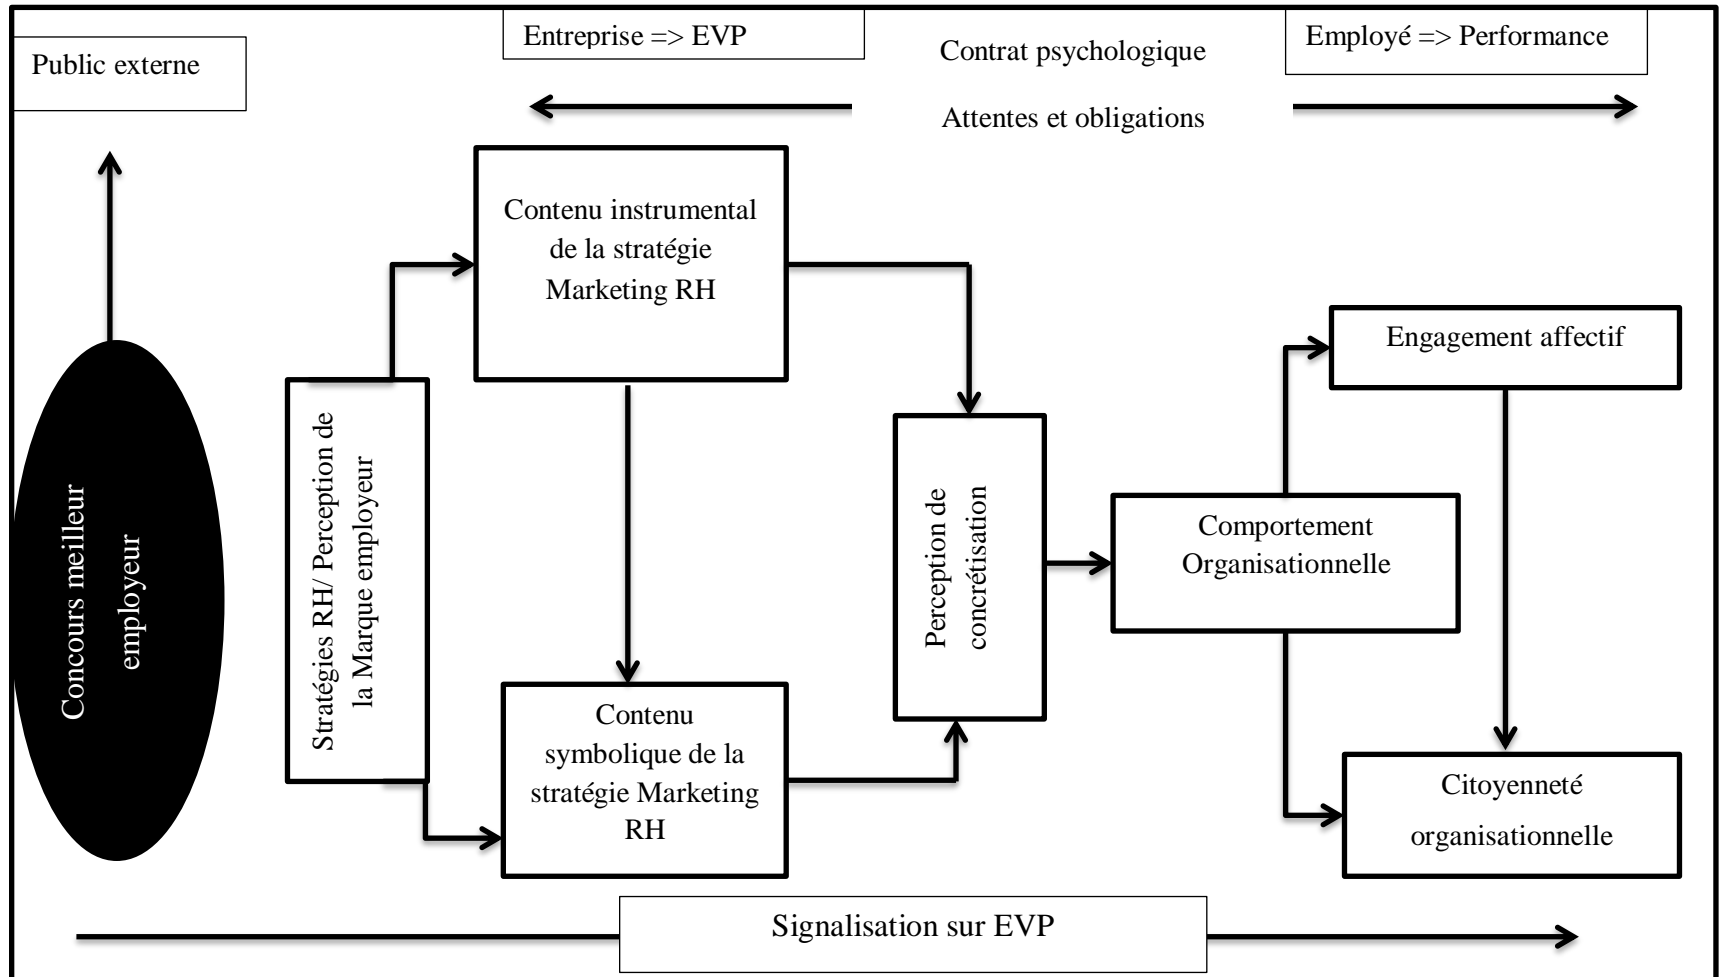 Public externe
Entreprise => EVP
Contrat psychologique
Attentes et obligations
Employé => Performance
Concours meilleur
employeur
Stratégies RH/ Perception de
la Marque employeur
Contenu instrumental
de la stratégie
Marketing RH
Contenu
symbolique de la
stratégie Marketing
RH
Perception de
concrétisation
Comportement
Organisationnelle
Engagement affectif
Citoyenneté
organisationnelle
Signalisation sur EVP